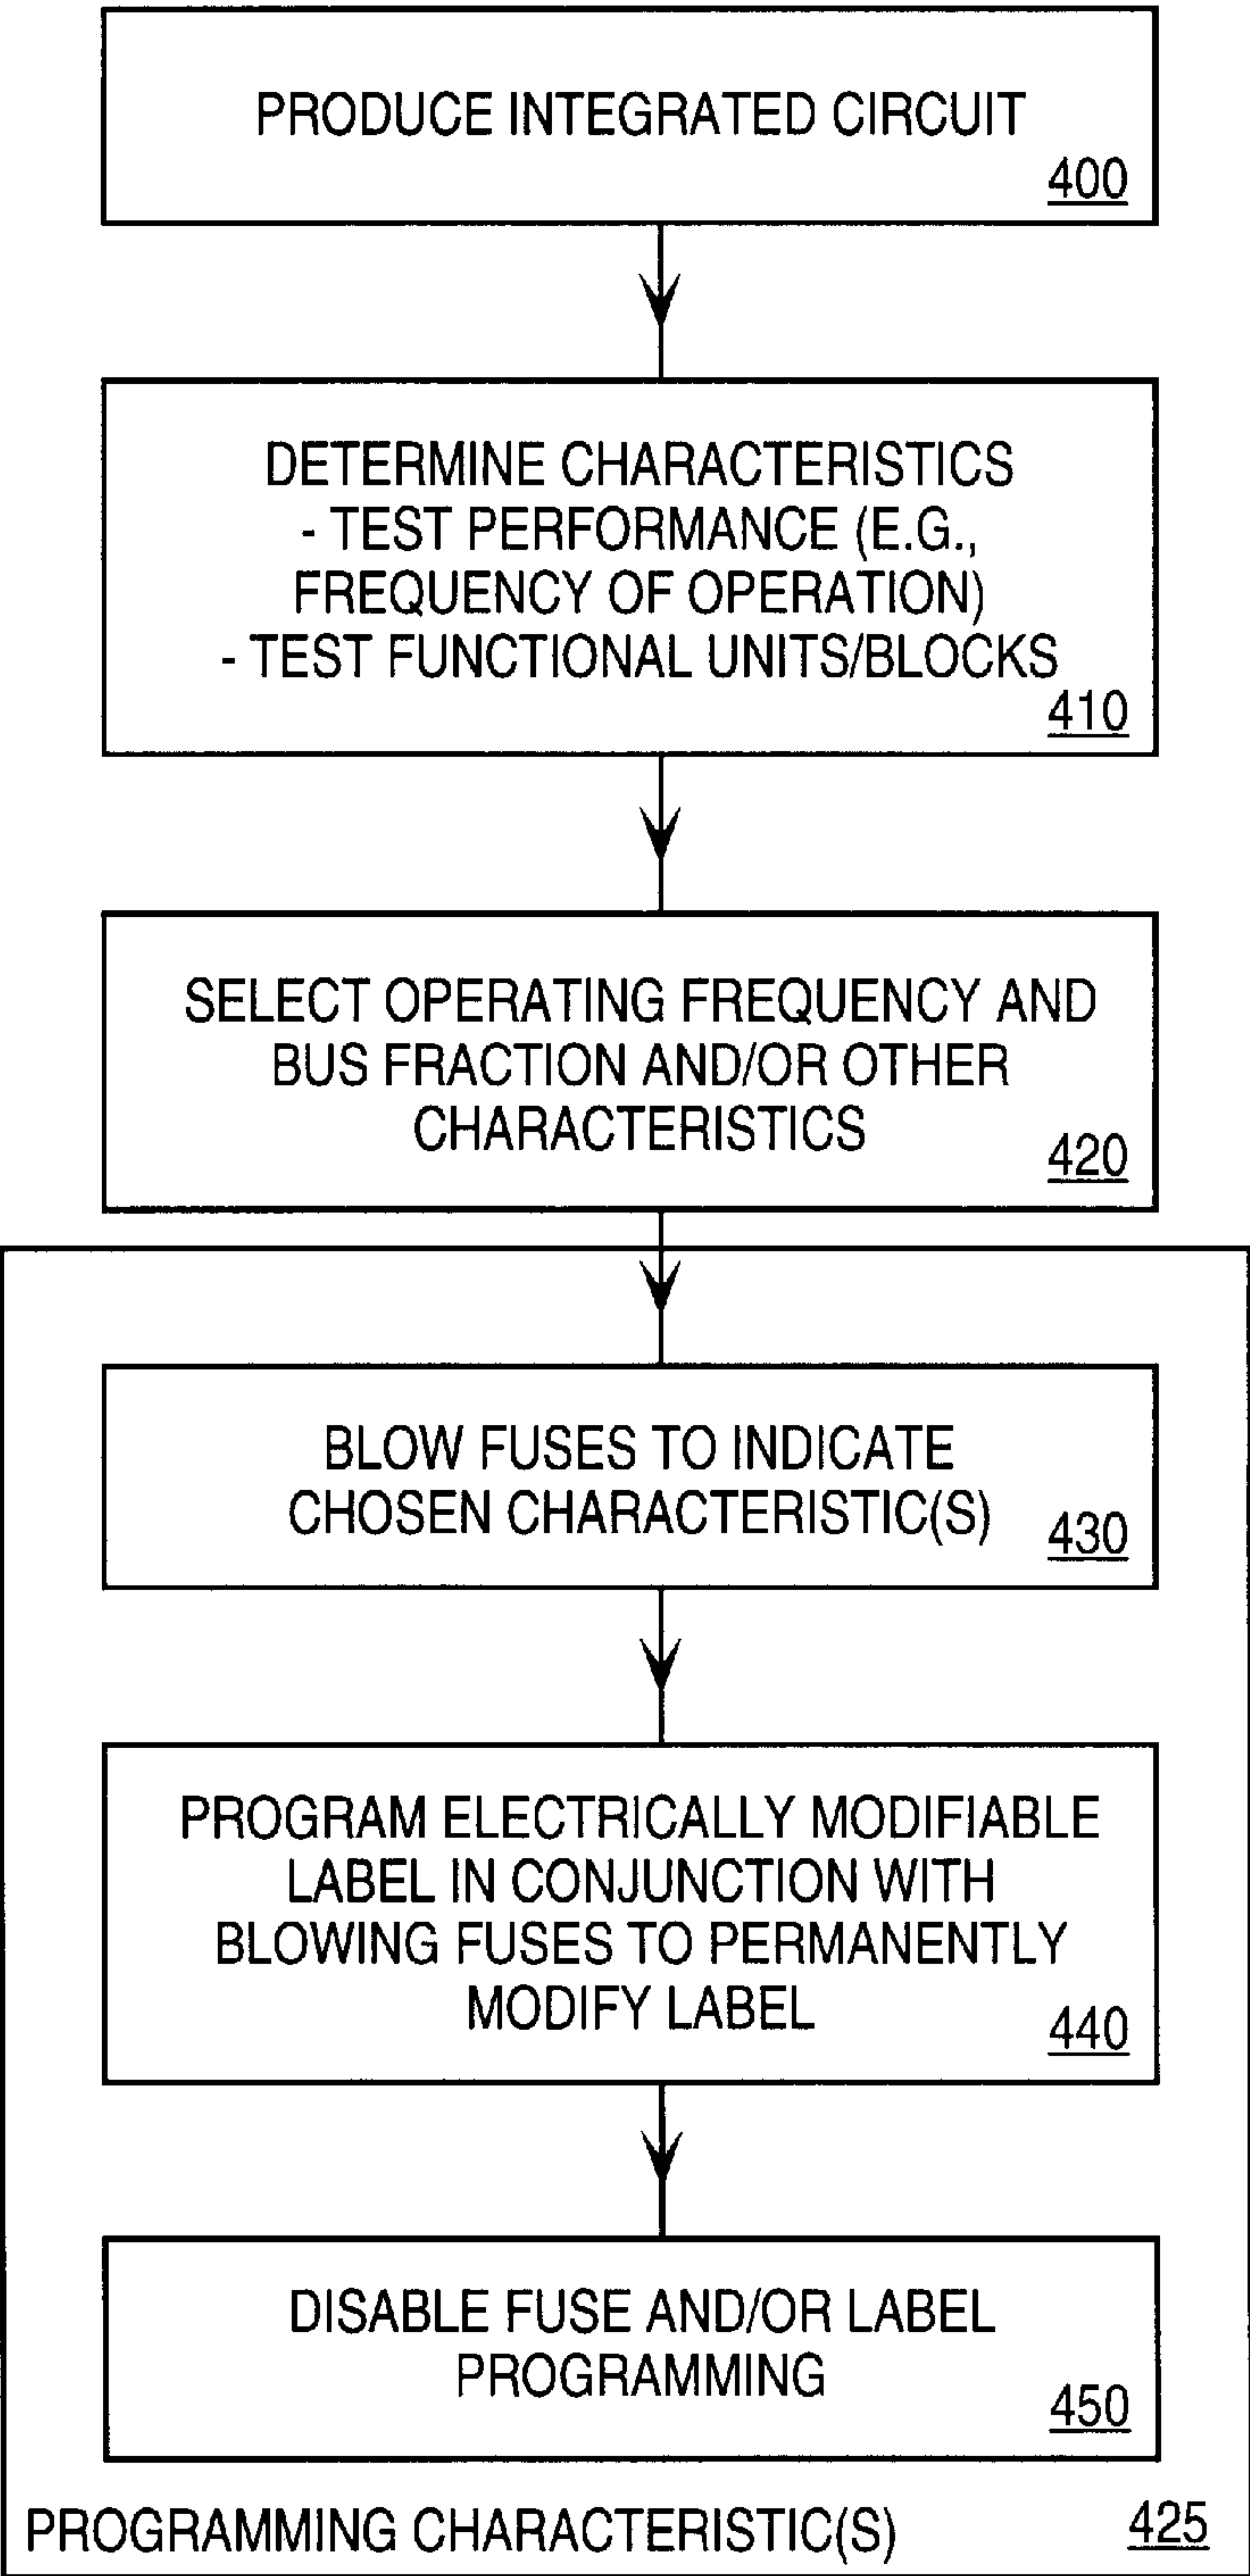 PRODUCE INTEGRATED CIRCUIT
400
DETERMINE CHARACTERISTICS
- TEST PERFORMANCE (E.G.,
FREQUENCY OF OPERATION)
- TEST FUNCTIONAL UNITS/BLOCKS
410
SELECT OPERATING FREQUENCY AND
BUS FRACTION AND/OR OTHER
CHARACTERISTICS
420
BLOW FUSES TO INDICATE
CHOSEN CHARACTERISTIC(S)
430
PROGRAM ELECTRICALLY MODIFIABLE
LABEL IN CONJUNCTION WITH
BLOWING FUSES TO PERMANENTLY
MODIFY LABEL
440
DISABLE FUSE AND/OR LABEL
PROGRAMMING
450
PROGRAMMING CHARACTERISTIC(S)
425